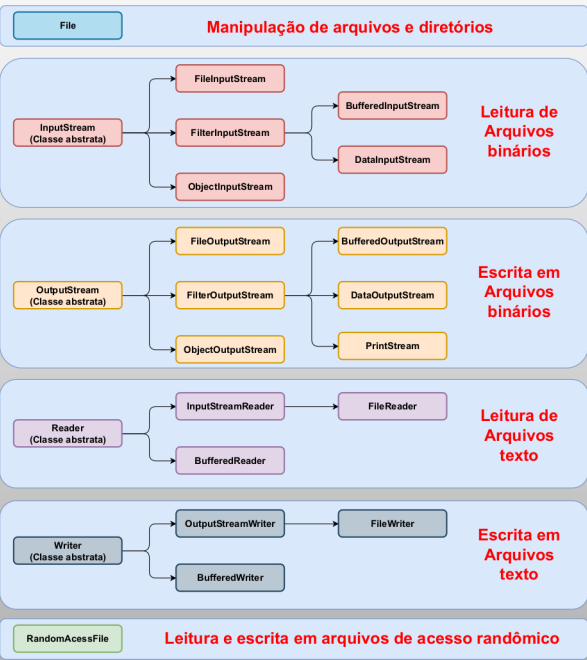 File
Manipulação de arquivos e diretórios
FileInputStream
BufferedInputStream
InputStream
(Classe abstrata)
FilterInputStream
DataInputStream
ObjectInputStream
Leitura de
Arquivos
binários
FileOutputStream
BufferedOutputStream
OutputStream
(Classe abstrata)
FilterOutputStream
DataOutputStream
ObjectOutputStream
PrintStream
Escrita em
Arquivos
binários
Reader
(Classe abstrata)
InputStreamReader
FileReader
BufferedReader
Leitura de
Arquivos
texto
Writer
(Classe abstrata)
OutputStreamWriter
FileWriter
BufferedWriter
Escrita em
Arquivos
texto
RandomAcessFile
Leitura e escrita em arquivos de acesso randômico